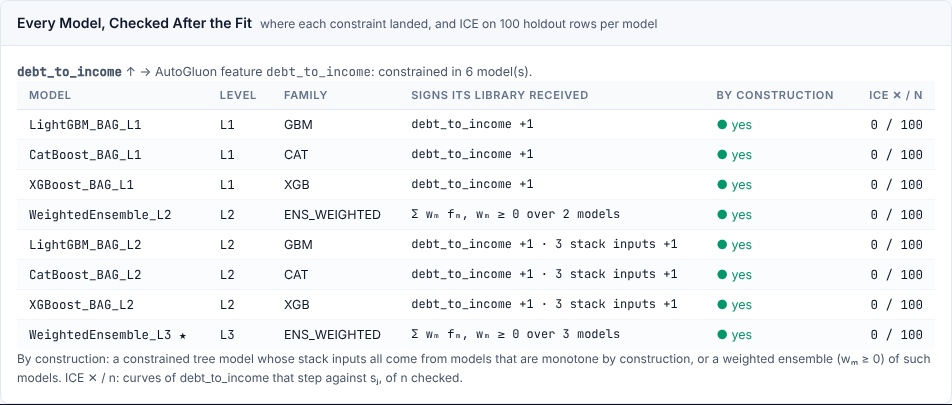 Every Model, Checked After the Fit where each constraint landed, and ICE on 100 holdout rows per model
debt_to_income ↑ → AutoGluon feature debt_to_income: constrained in 6 model(s).
MODEL LEVEL FAMILY SIGNS ITS LIBRARY RECEIVED BY CONSTRUCTION ICE ✕ / N
LightGBM_BAG_L1 L1 GBM debt_to_income +1 ● yes 0 / 100
CatBoost_BAG_L1 L1 CAT debt_to_income +1 ● yes 0 / 100
XGBoost_BAG_L1 L1 XGB debt_to_income +1 ● yes 0 / 100
WeightedEnsemble_L2 L2 ENS_WEIGHTED Σ wₘ fₘ, wₘ ≥ 0 over 2 models ● yes 0 / 100
LightGBM_BAG_L2 L2 GBM debt_to_income +1 · 3 stack inputs +1 ● yes 0 / 100
CatBoost_BAG_L2 L2 CAT debt_to_income +1 · 3 stack inputs +1 ● yes 0 / 100
XGBoost_BAG_L2 L2 XGB debt_to_income +1 · 3 stack inputs +1 ● yes 0 / 100
WeightedEnsemble_L3 ★ L3 ENS_WEIGHTED Σ wₘ fₘ, wₘ ≥ 0 over 3 models ● yes 0 / 100
By construction: a constrained tree model whose stack inputs all come from models that are monotone by construction, or a weighted ensemble (wₘ ≥ 0) of such
models. ICE ✕ / n: curves of debt_to_income that step against sⱼ, of n checked.